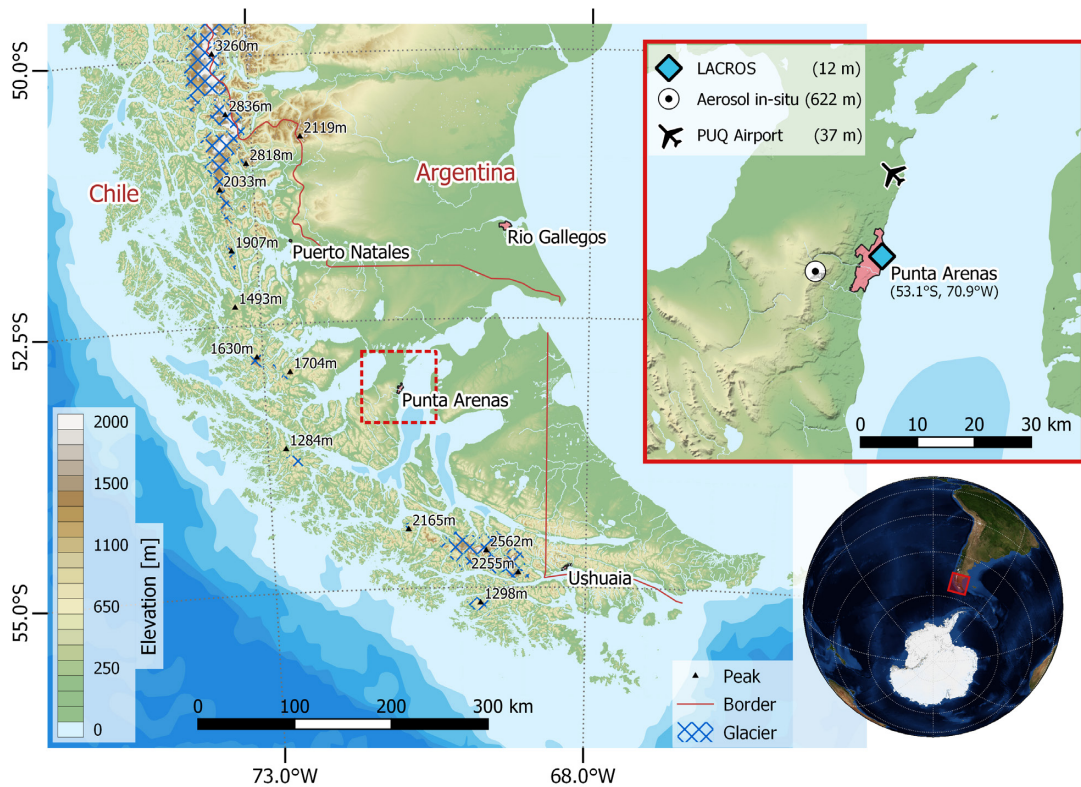 50.0°S
52.5°S
55.0°S
73.0°W
68.0°W
3260m
2836m
2119m
2818m
2033m
Chile
Argentina
1907m
Puerto Natales
Rio Gallegos
1493m
1630m
1704m
Punta Arenas
1284m
2165m
2562m
2255m
Ushuaia
1298m
Elevation [m]
2000
1500
1100
650
250
0
0 100 200 300 km
Peak
Border
Glacier
LACROS (12 m)
Aerosol in-situ (622 m)
PUQ Airport (37 m)
Punta Arenas
(53.1°S, 70.9°W)
0 10 20 30 km